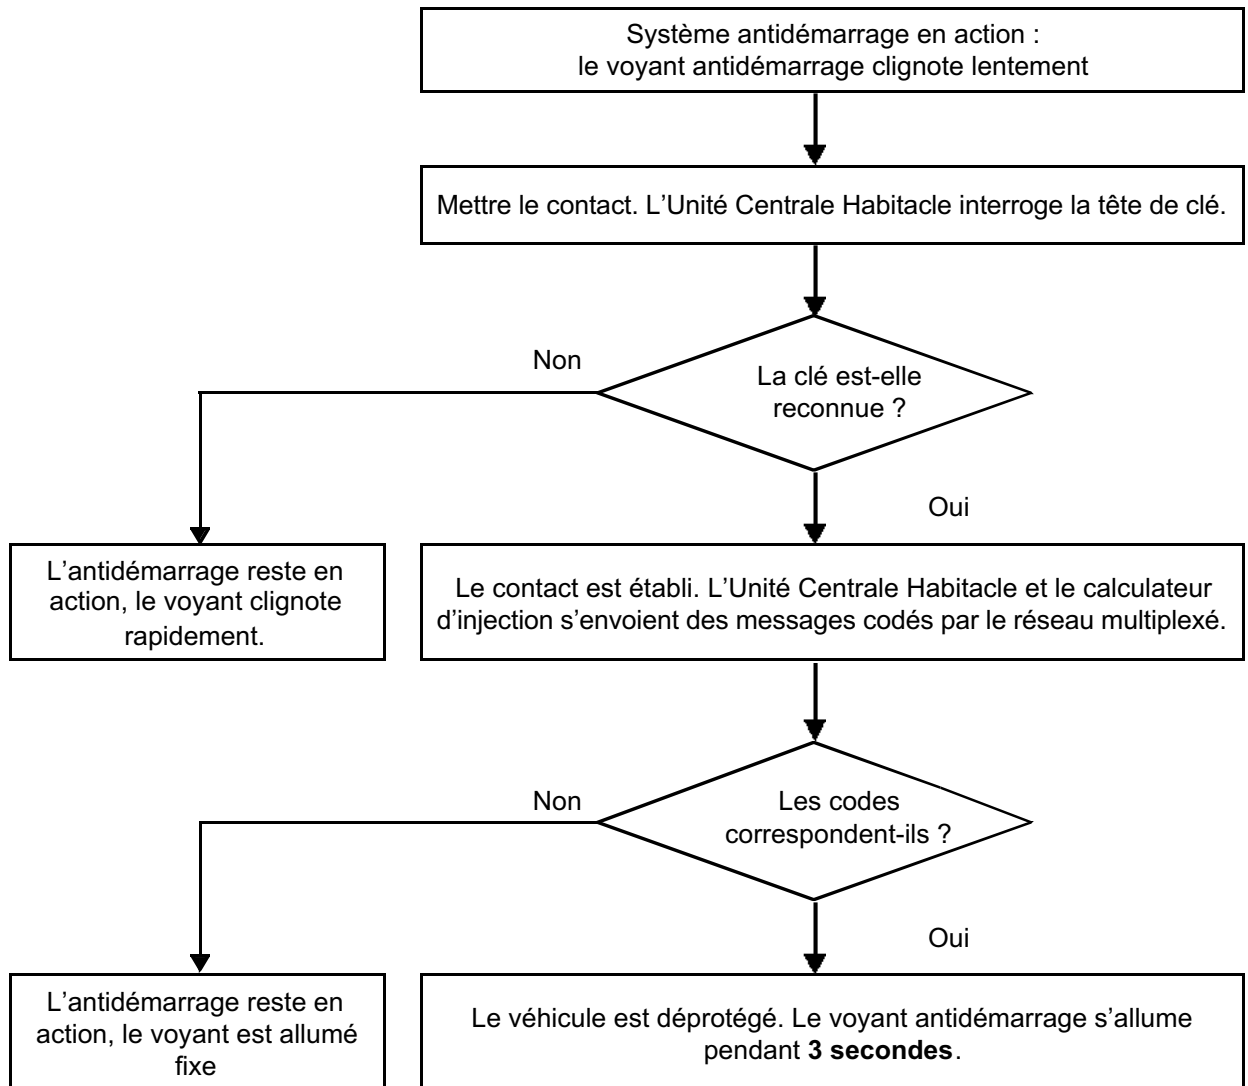 Système antidémarrage en action :
le voyant antidémarrage clignote lentement
Mettre le contact. L’Unité Centrale Habitacle interroge la tête de clé.
Non
La clé est-elle
reconnue ?
Oui
L’antidémarrage reste en
action, le voyant clignote
rapidement.
Le contact est établi. L’Unité Centrale Habitacle et le calculateur
d’injection s’envoient des messages codés par le réseau multiplexé.
Non
Les codes
correspondent-ils ?
Oui
L’antidémarrage reste en
action, le voyant est allumé
fixe
Le véhicule est déprotégé. Le voyant antidémarrage s’allume
pendant 3 secondes.